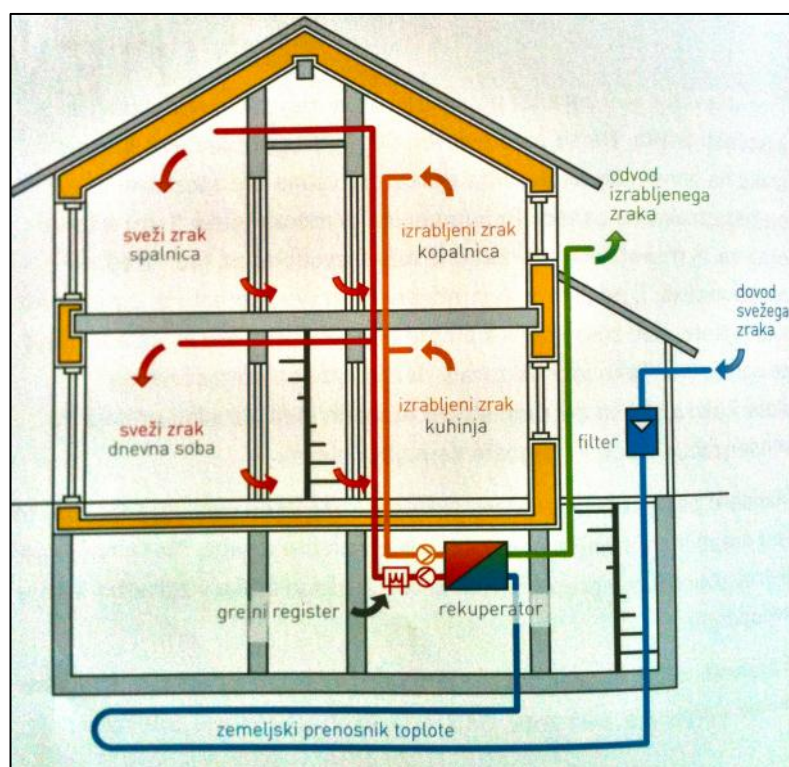 odvod
izrabljenega
zraka
sveži zrak
spalnica
izrabljeni zrak
kopalnica
dovod
svežega
zraka
sveži zrak
dnevna soba
izrabljeni zrak
kuhinja
filter
grejni register
rekuperator
zemeljski prenosnik toplote